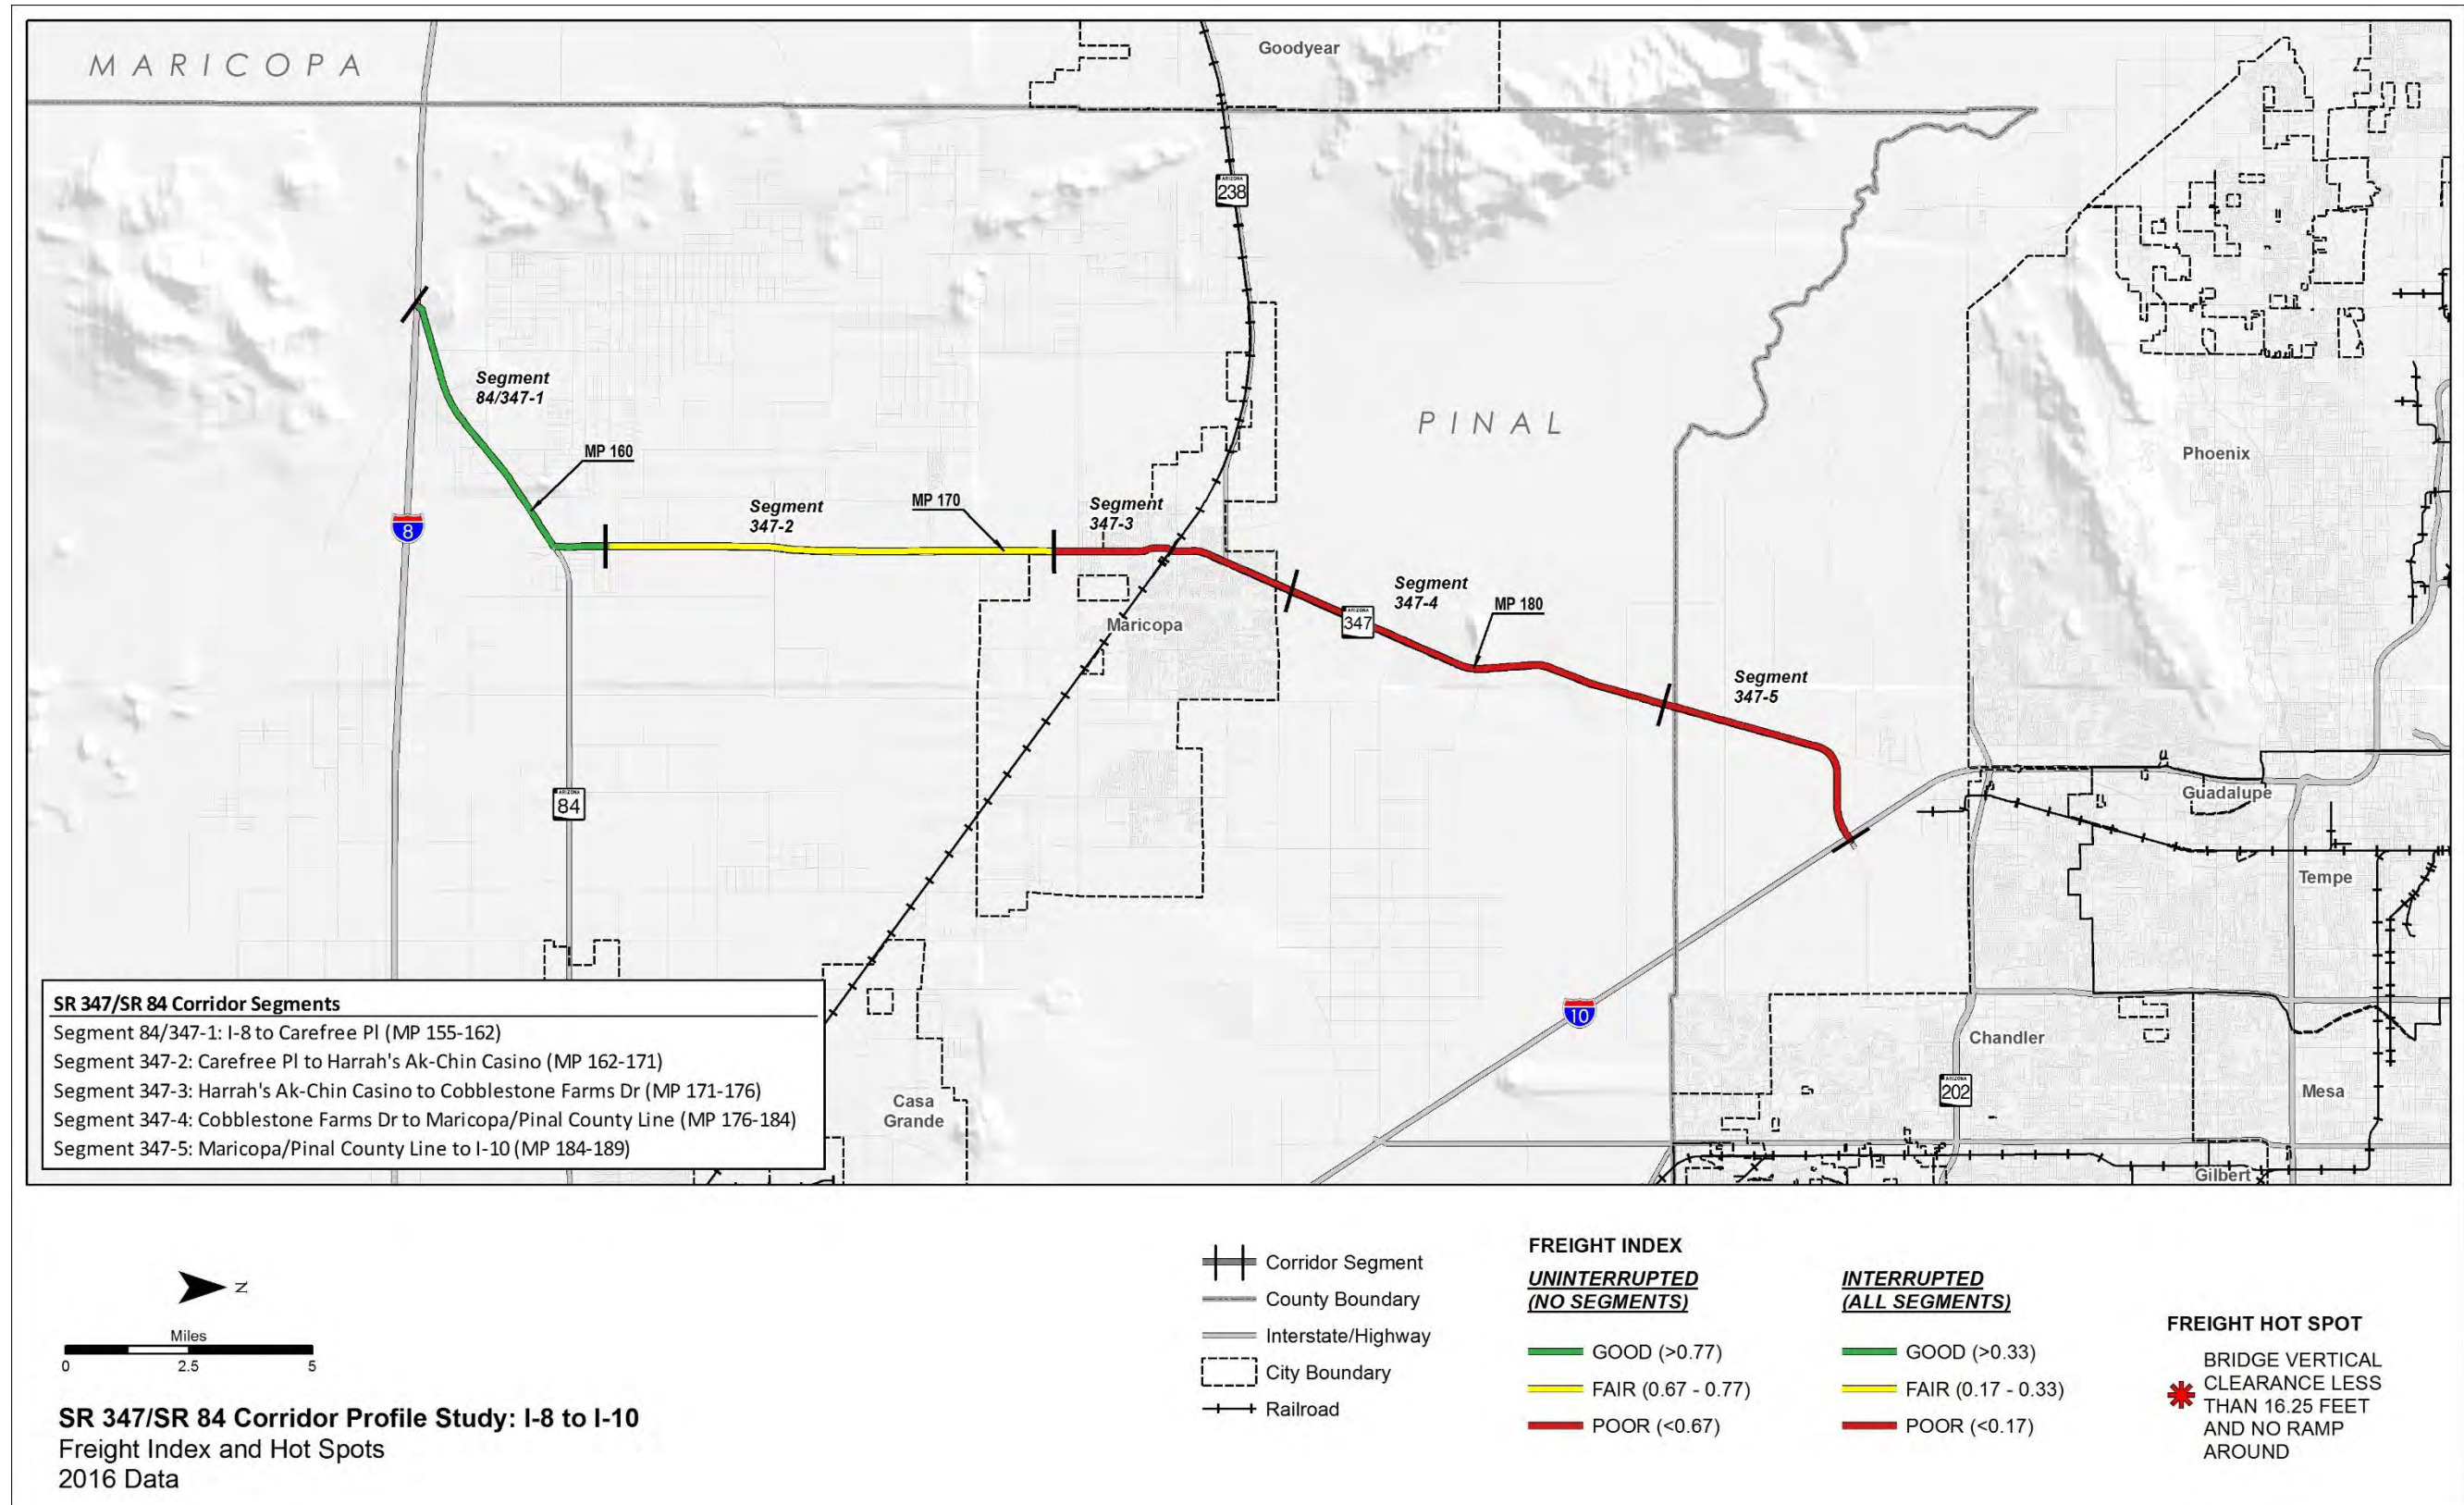 MARICOPA
Goodyear
ARIZONA
238
Segment
84/347-1
PINAL
Phoenix
MP 160
Segment
347-2
MP 170
Segment
347-3
8
Segment
347-4
MP 180
ARIZONA
347
Maricopa
Segment
347-5
ARIZONA
84
Guadalupe
Tempe
10
Chandler
ARIZONA
202
Mesa
Casa
Grande
Gilbert
SR 347/SR 84 Corridor Segments
Segment 84/347-1: I-8 to Carefree Pl (MP 155-162)
Segment 347-2: Carefree Pl to Harrah's Ak-Chin Casino (MP 162-171)
Segment 347-3: Harrah's Ak-Chin Casino to Cobblestone Farms Dr (MP 171-176)
Segment 347-4: Cobblestone Farms Dr to Maricopa/Pinal County Line (MP 176-184)
Segment 347-5: Maricopa/Pinal County Line to I-10 (MP 184-189)
N
Miles
0 2.5 5
SR 347/SR 84 Corridor Profile Study: I-8 to I-10
Freight Index and Hot Spots
2016 Data
Corridor Segment
County Boundary
Interstate/Highway
City Boundary
Railroad
FREIGHT INDEX
UNINTERRUPTED
(NO SEGMENTS)
GOOD (>0.77)
FAIR (0.67 - 0.77)
POOR (<0.67)
INTERRUPTED
(ALL SEGMENTS)
GOOD (>0.33)
FAIR (0.17 - 0.33)
POOR (<0.17)
FREIGHT HOT SPOT
BRIDGE VERTICAL
CLEARANCE LESS
THAN 16.25 FEET
AND NO RAMP
AROUND